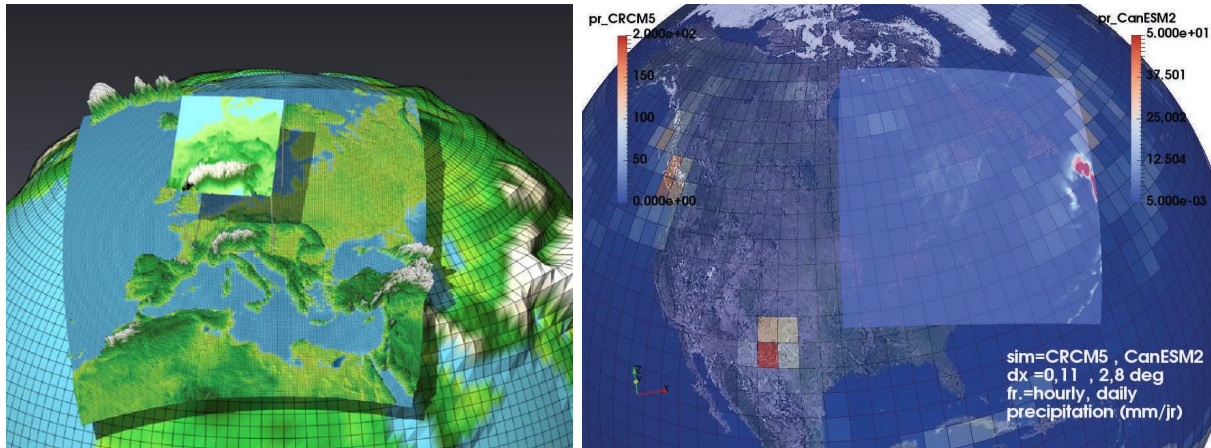 pr_CRCM5
2.000e+02
150
100
50
0.000e+00
pr_CanESM2
5.000e+01
37.501
25.002
12.504
5.000e-03
sim=CRCM5 , CanESM2
dx =0,11 , 2,8 deg
fr.=hourly, daily
precipitation (mm/jr)
Z
X